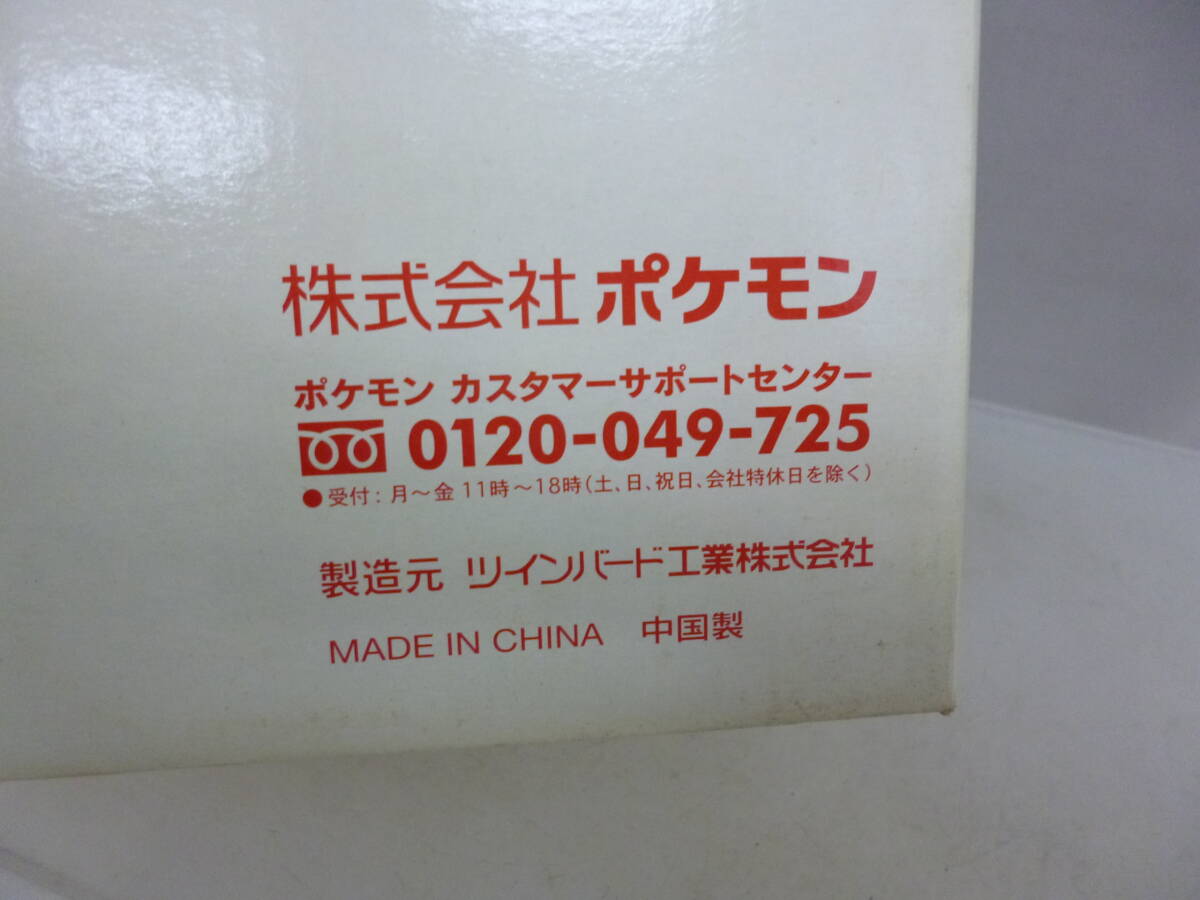 株式会社 ポケモン
ポケモン カスタマーサポートセンター
0120-049-725
●受付：月～金 11時～18時（土、日、祝日、会社特休日を除く）
製造元 ツインバード工業株式会社
MADE IN CHINA 中国製